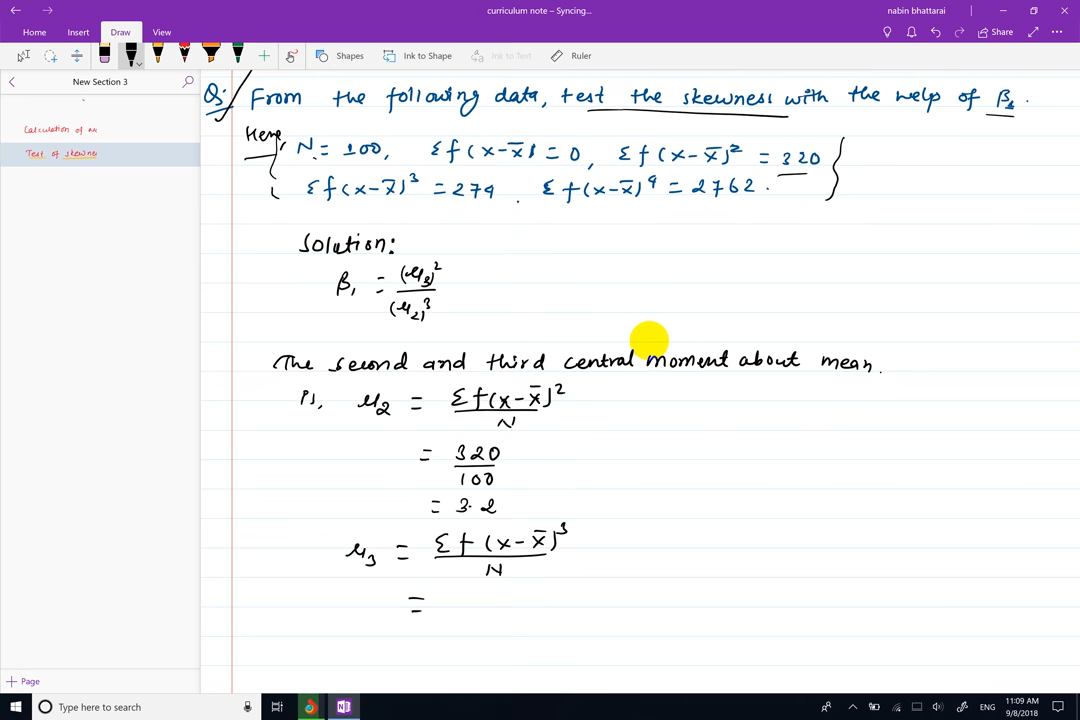 curriculum note - Syncing...
nabin bhattarai
Home Insert Draw View
Share
Shapes Ink to Shape Ink to Text Ruler
New Section 3
Calculation of
Test of skewnes
Q: From the following data, test the skewness with the help of β1.
Here, N = 100, Σf(x-x̄) = 0, Σf(x-x̄)² = 320
Σf(x-x̄)³ = 274. Σf(x-x̄)⁴ = 2762.
Solution:
β1 = (μ3)² / (μ2)³
The second and third central moment about mean.
is, μ2 = Σf(x-x̄)² / N
= 320 / 100
= 3.2
μ3 = Σf(x-x̄)³ / N
=
+ Page
Type here to search
ENG
11:09 AM
9/8/2018